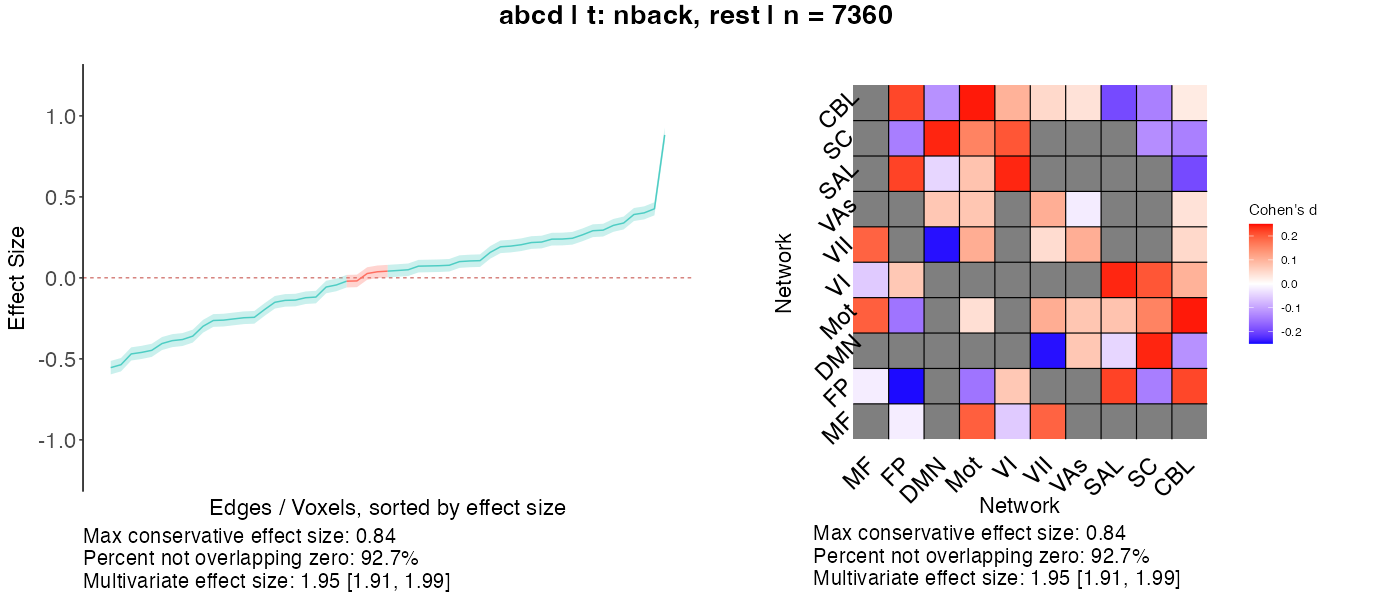 abcd | t: nback, rest | n = 7360
1.0
0.5
0.0
-0.5
-1.0
Effect Size
Edges / Voxels, sorted by effect size
Max conservative effect size: 0.84
Percent not overlapping zero: 92.7%
Multivariate effect size: 1.95 [1.91, 1.99]
CBL
SC
SAL
VAs
VII
VI
Mot
DMN
FP
MF
Network
MF
FP
DMN
Mot
VI
VII
VAs
SAL
SC
CBL
Network
Cohen's d
0.2
0.1
0.0
-0.1
-0.2
Max conservative effect size: 0.84
Percent not overlapping zero: 92.7%
Multivariate effect size: 1.95 [1.91, 1.99]